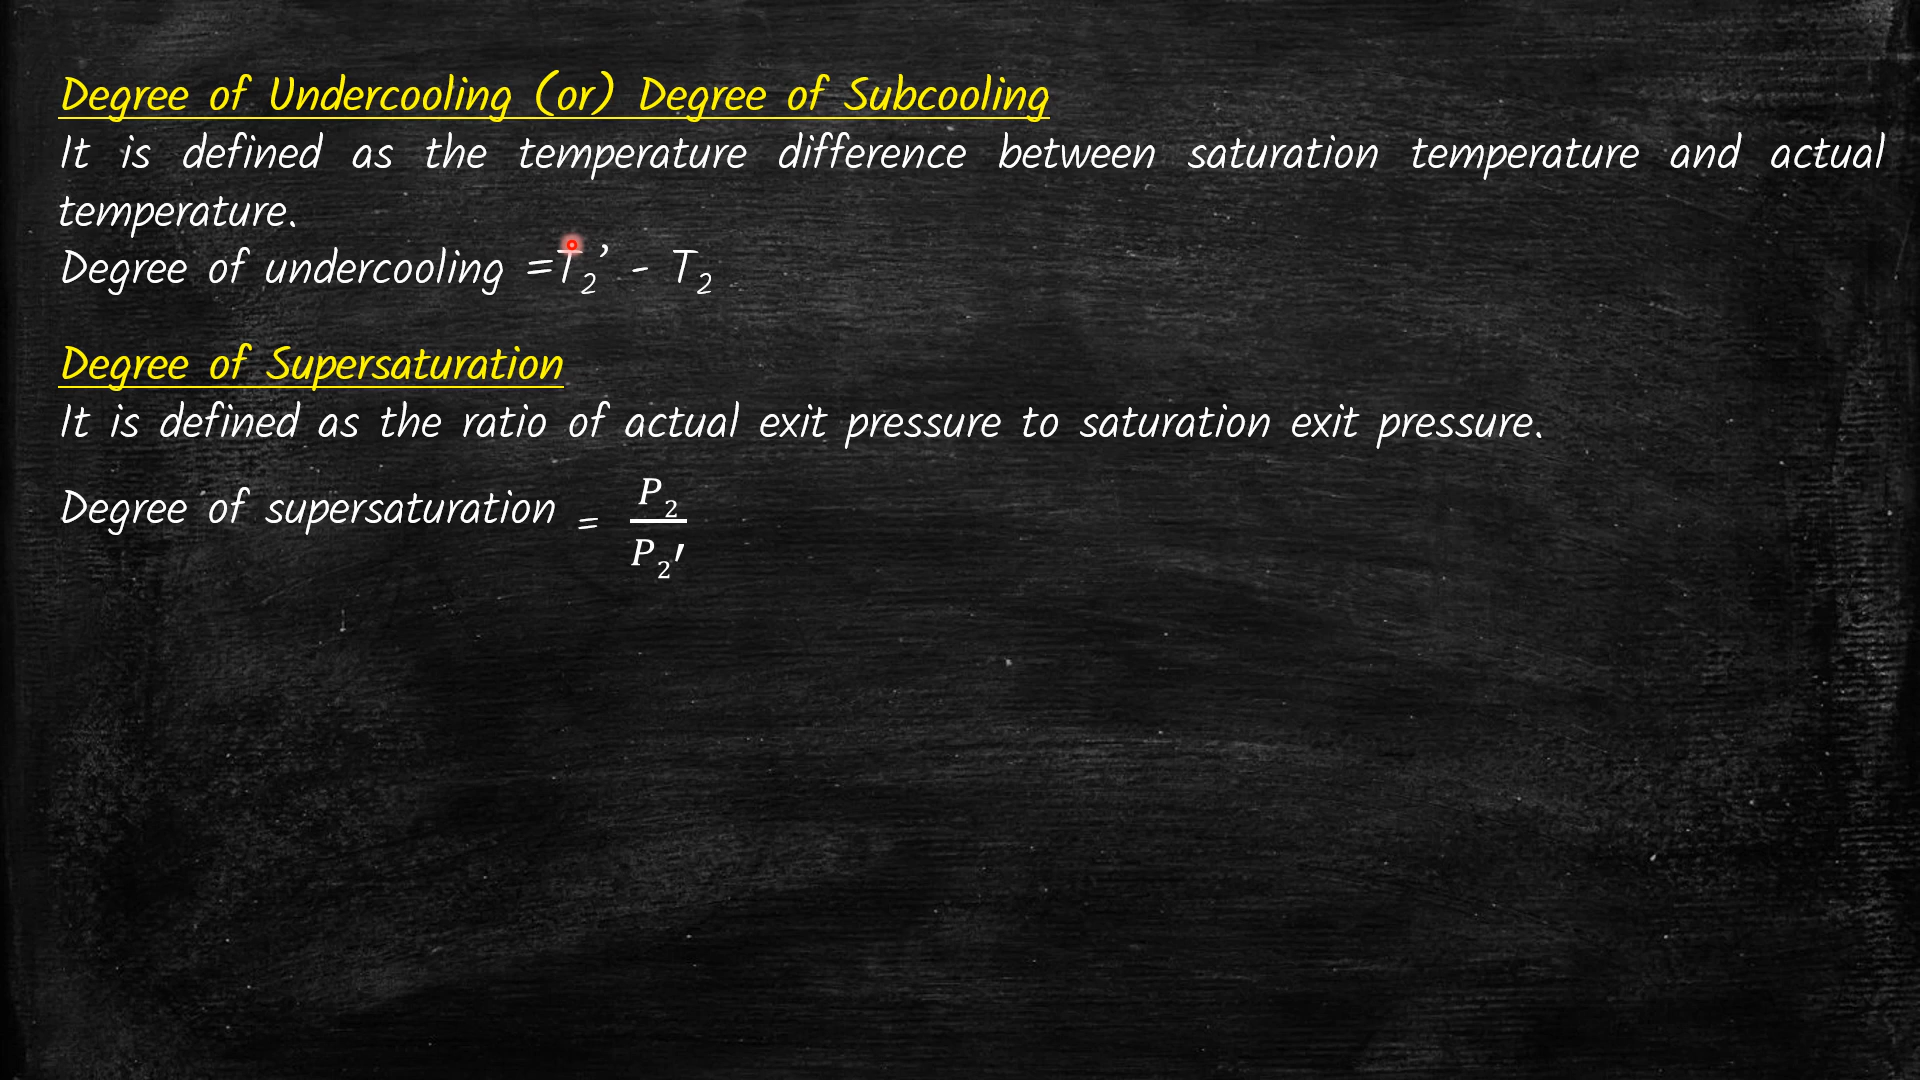 Degree of Undercooling (or) Degree of Subcooling
It is defined as the temperature difference between saturation temperature and actual
temperature.
Degree of undercooling =T₂’ - T₂
Degree of Supersaturation
It is defined as the ratio of actual exit pressure to saturation exit pressure.
Degree of supersaturation = P₂/P₂′